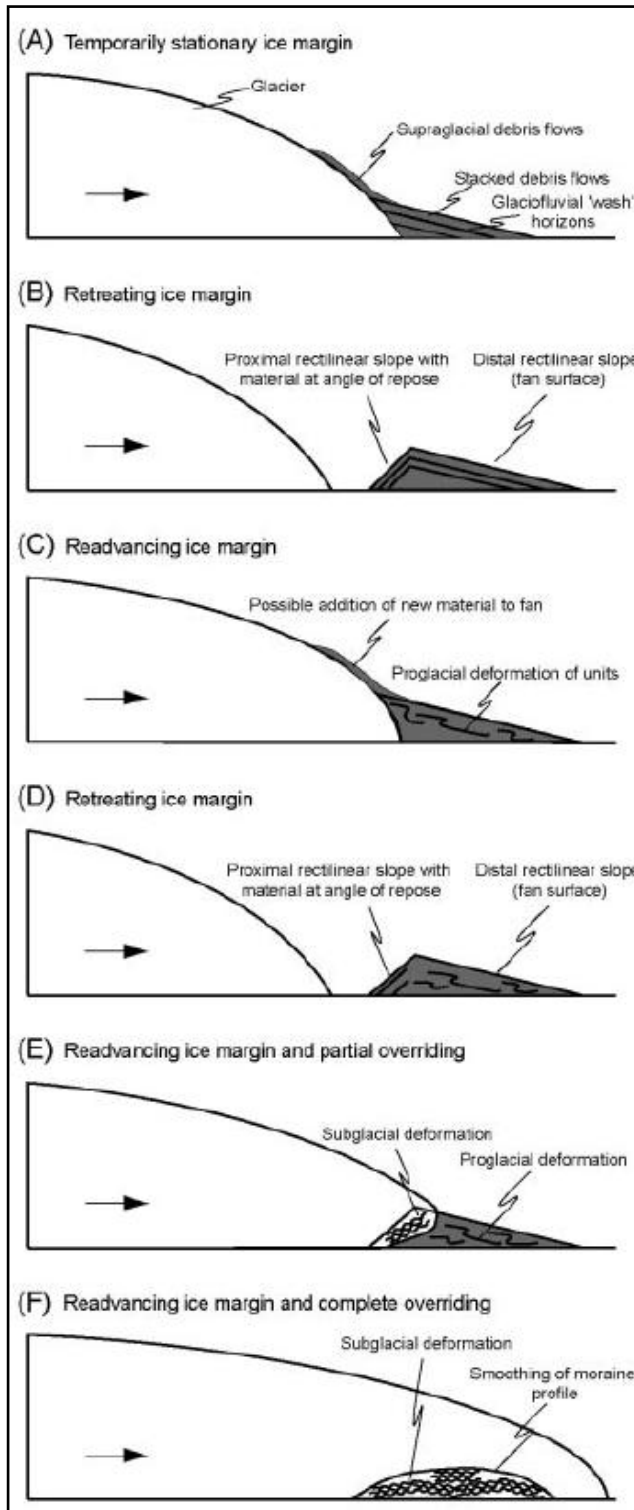 (A) Temporarily stationary ice margin
Glacier
Supraglacial debris flows
Stacked debris flows
Glaciofluvial 'wash'
horizons
(B) Retreating ice margin
Proximal rectilinear slope with
material at angle of repose
Distal rectilinear slope
(fan surface)
(C) Readvancing ice margin
Possible addition of new material to fan
Proglacial deformation of units
(D) Retreating ice margin
Proximal rectilinear slope with
material at angle of repose
Distal rectilinear slope
(fan surface)
(E) Readvancing ice margin and partial overriding
Subglacial deformation
Proglacial deformation
(F) Readvancing ice margin and complete overriding
Subglacial deformation
Smoothing of moraine
profile